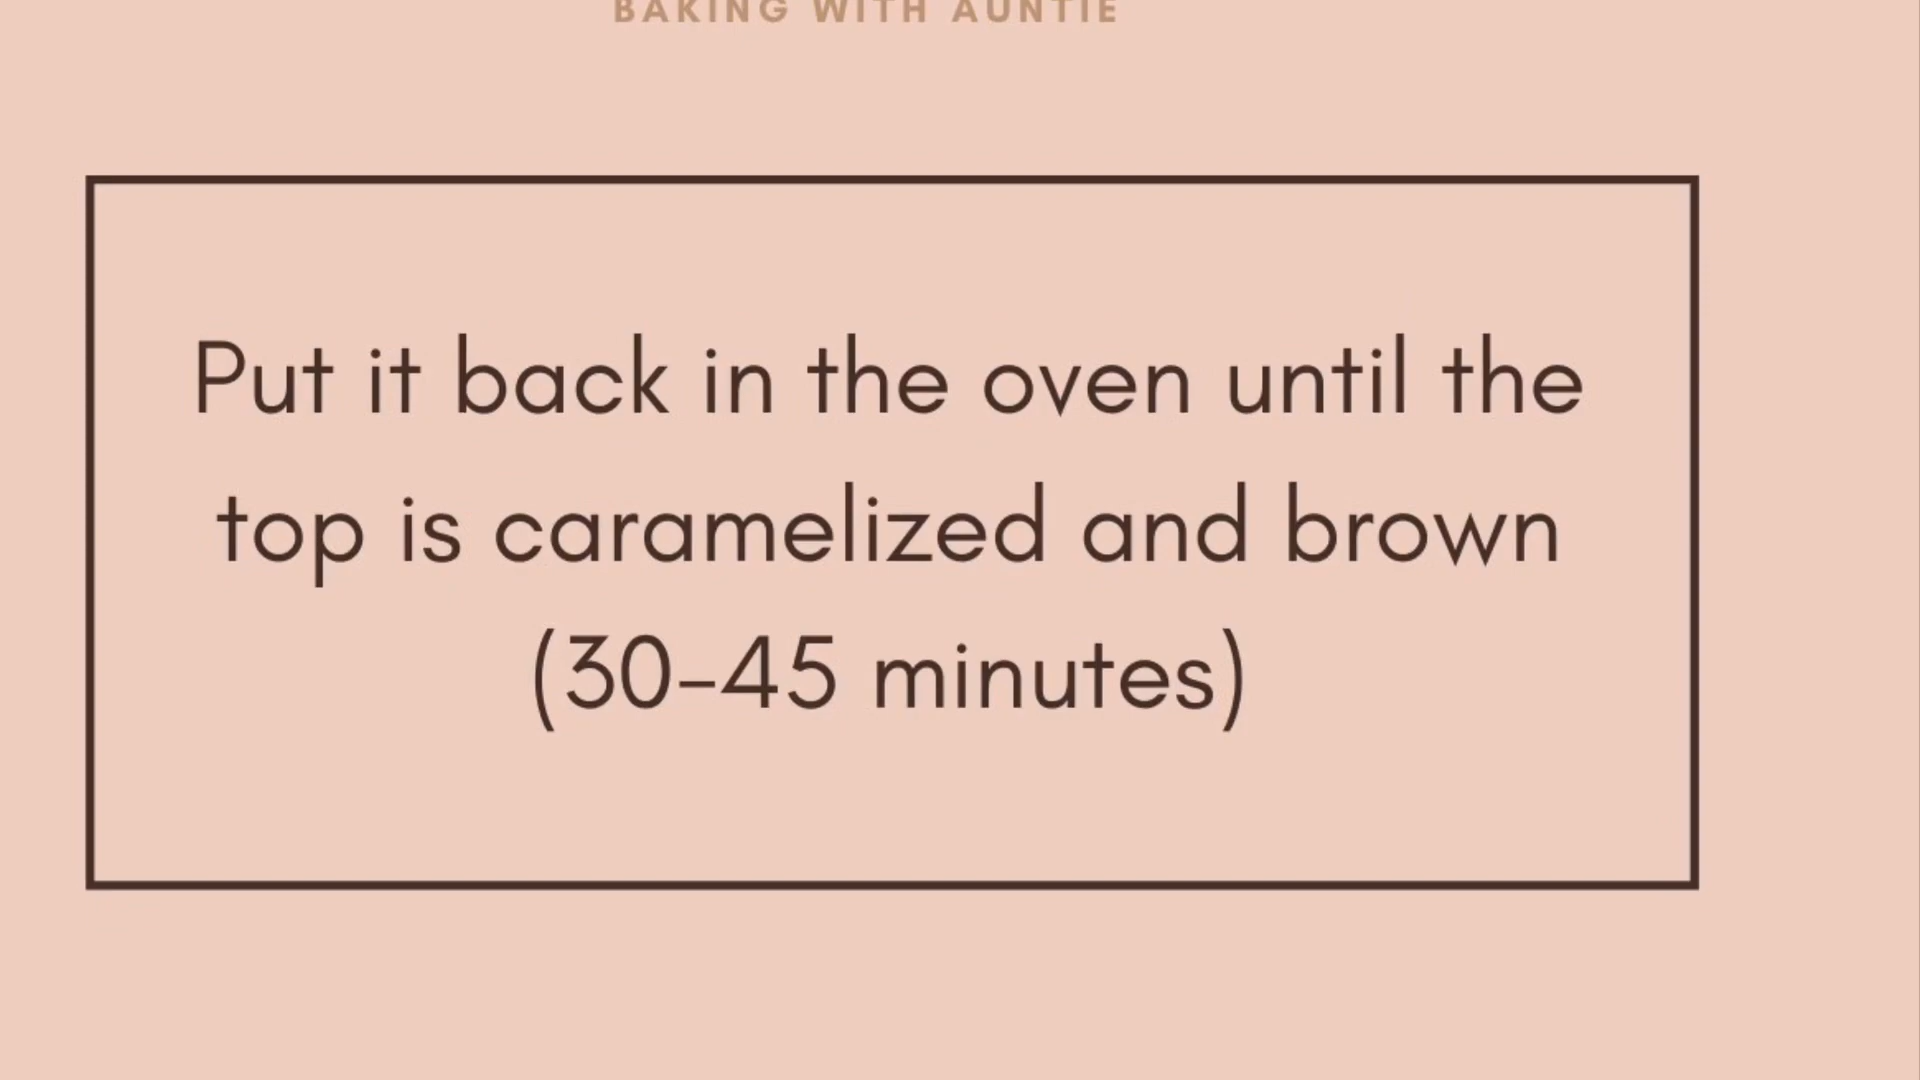 BAKING WITH AUNTIE
Put it back in the oven until the
top is caramelized and brown
(30-45 minutes)